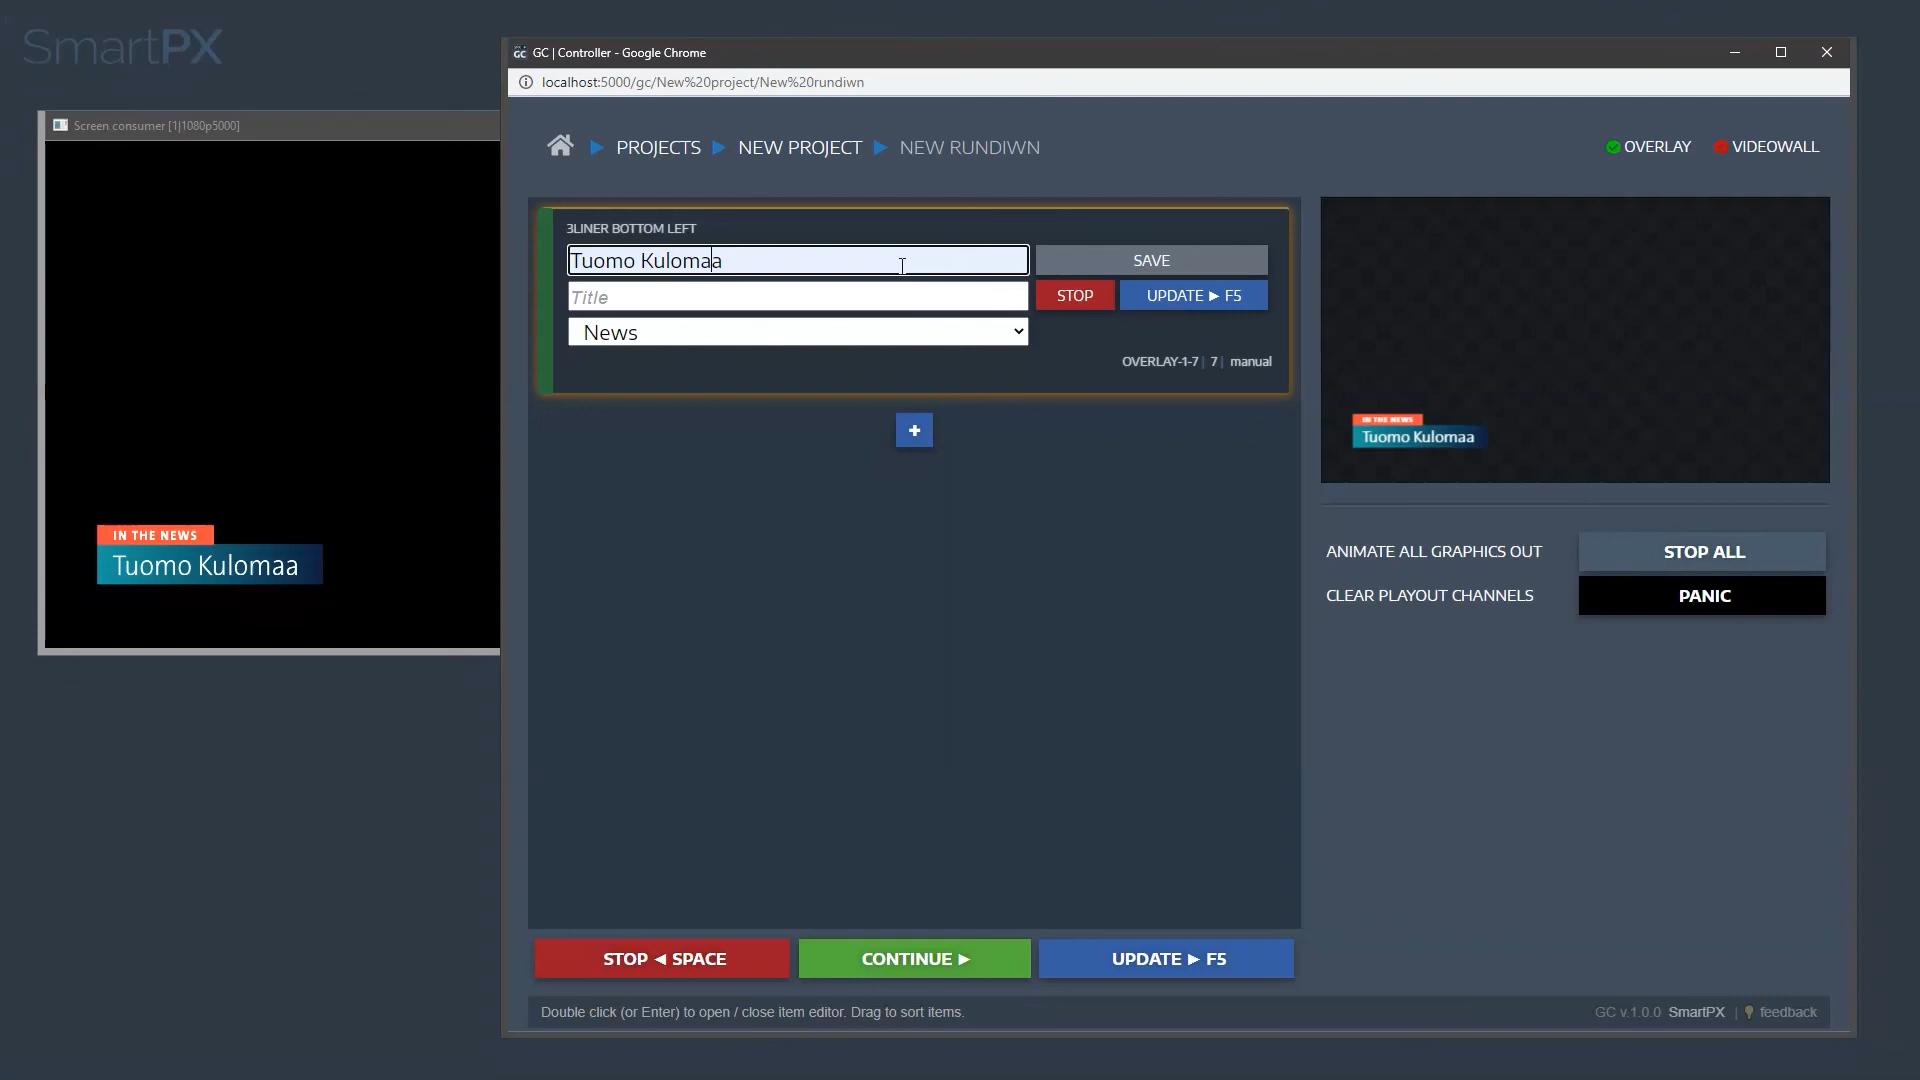 SmartPX
GC | Controller - Google Chrome
localhost:5000/gc/New%20project/New%20rundiwn
Screen consumer [1|1080p5000]
PROJECTS ▶ NEW PROJECT ▶ NEW RUNDIWN
OVERLAY
VIDEOWALL
3LINER BOTTOM LEFT
Tuomo Kulomaa
SAVE
Title
STOP
UPDATE ▶ F5
News
OVERLAY-1-7 | 7 | manual
+
IN THE NEWS
Tuomo Kulomaa
IN THE NEWS
Tuomo Kulomaa
ANIMATE ALL GRAPHICS OUT
STOP ALL
CLEAR PLAYOUT CHANNELS
PANIC
STOP ◀ SPACE
CONTINUE ▶
UPDATE ▶ F5
Double click (or Enter) to open / close item editor. Drag to sort items.
GC v.1.0.0 SmartPX | feedback